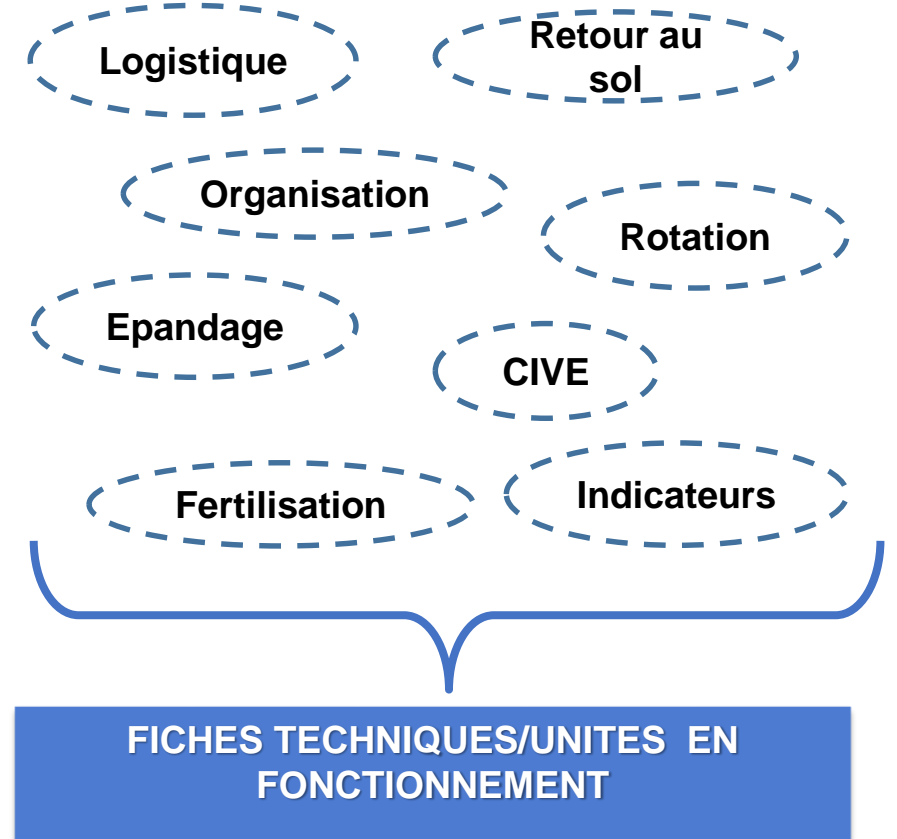 Logistique
Retour au
sol
Organisation
Rotation
Epandage
CIVE
Fertilisation
Indicateurs
FICHES TECHNIQUES/UNITES EN
FONCTIONNEMENT